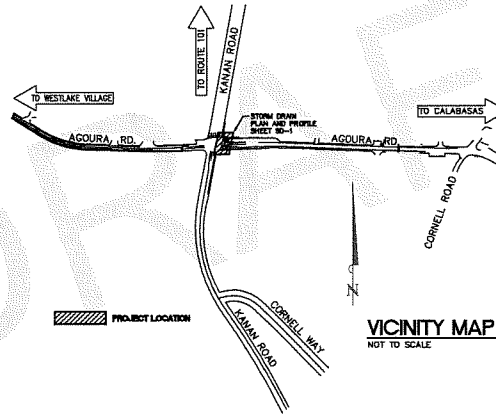 DRAF
TO ROUTE 101
KANAN ROAD
TO WESTLAKE VILLAGE
AGOURA RD.
STORM DRAIN
PLAN AND PROFILE
SHEET SD-1
AGOURA RD.
TO CALABASAS
CORNELL ROAD
N
PROJECT LOCATION
CORNELL WAY
KANAN ROAD
VICINITY MAP
NOT TO SCALE